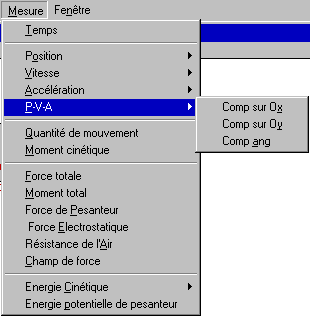 Mesure Fenêtre
Temps
Position
Vitesse
Accélération
P-V-A
Comp sur Ox
Comp sur Oy
Comp ang
Quantité de mouvement
Moment cinétique
Force totale
Moment total
Force de Pesanteur
Force Electrostatique
Résistance de l'Air
Champ de force
Energie Cinétique
Energie potentielle de pesanteur